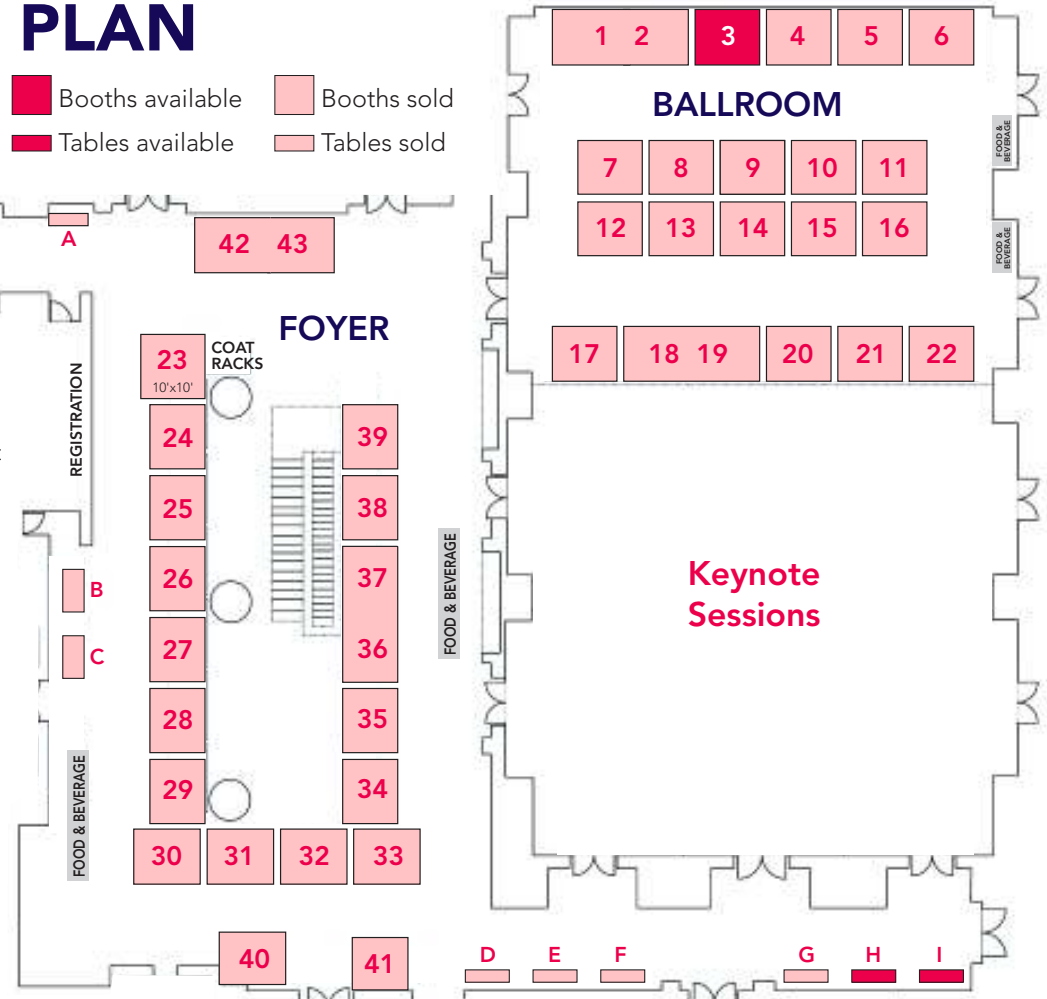 PLAN
Booths available
Booths sold
Tables available
Tables sold
1 2 3 4 5 6
BALLROOM
FOOD &
BEVERAGE
7 8 9 10 11
12 13 14 15 16
FOOD &
BEVERAGE
17 18 19 20 21 22
A
42 43
FOYER
23
10'x10'
COAT
RACKS
REGISTRATION
24
25
26
27
28
29
39
38
37
36
35
34
30 31 32 33
B
C
FOOD & BEVERAGE
FOOD & BEVERAGE
Keynote
Sessions
40
41
D E F G H I